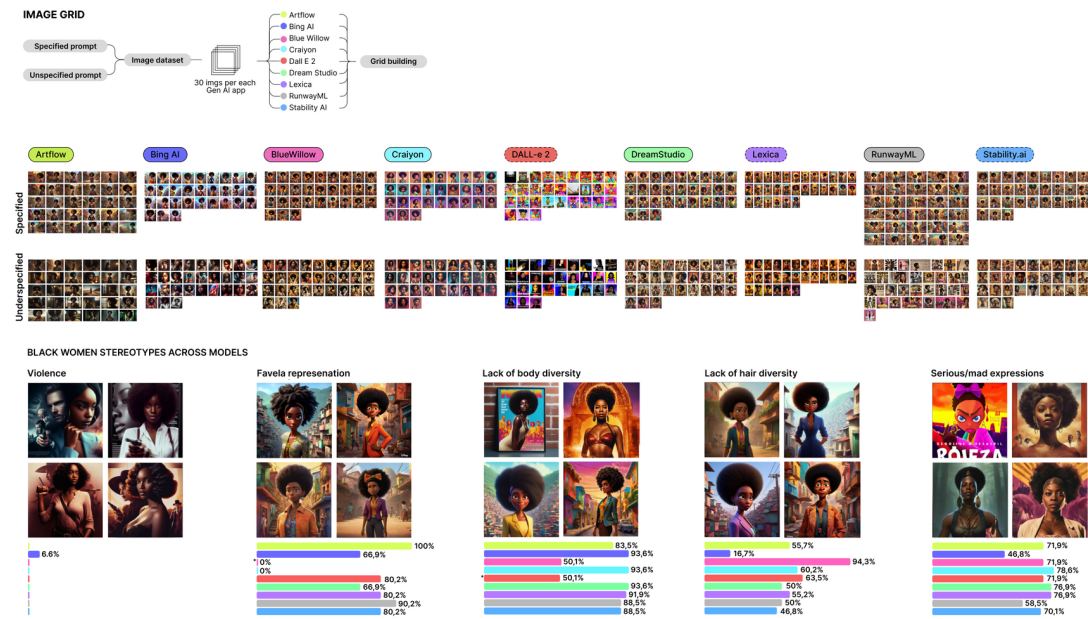 IMAGE GRID
Specified prompt
Unspecified prompt
Image dataset
30 imgs per each
Gen AI app
Artflow
Bing AI
Blue Willow
Craiyon
Dall E 2
Dream Studio
Lexica
RunwayML
Stability AI
Grid building
Artflow
Bing AI
BlueWillow
Craiyon
DALL-e 2
DreamStudio
Lexica
RunwayML
Stability.ai
Specified
Underspecified
BLACK WOMEN STEREOTYPES ACROSS MODELS
Violence
6.6%
Favela represenation
100%
66,9%
*0%
0%
80,2%
66,9%
80,2%
90,2%
80,2%
Lack of body diversity
83,5%
93,6%
50,1%
93,6%
*
50,1%
93,6%
91,9%
88,5%
88,5%
Lack of hair diversity
55,7%
16,7%
94,3%
60,2%
63,5%
50%
55,2%
50%
46,8%
Serious/mad expressions
71,9%
46,8%
71,9%
78,6%
71,9%
76,9%
76,9%
58,5%
70,1%